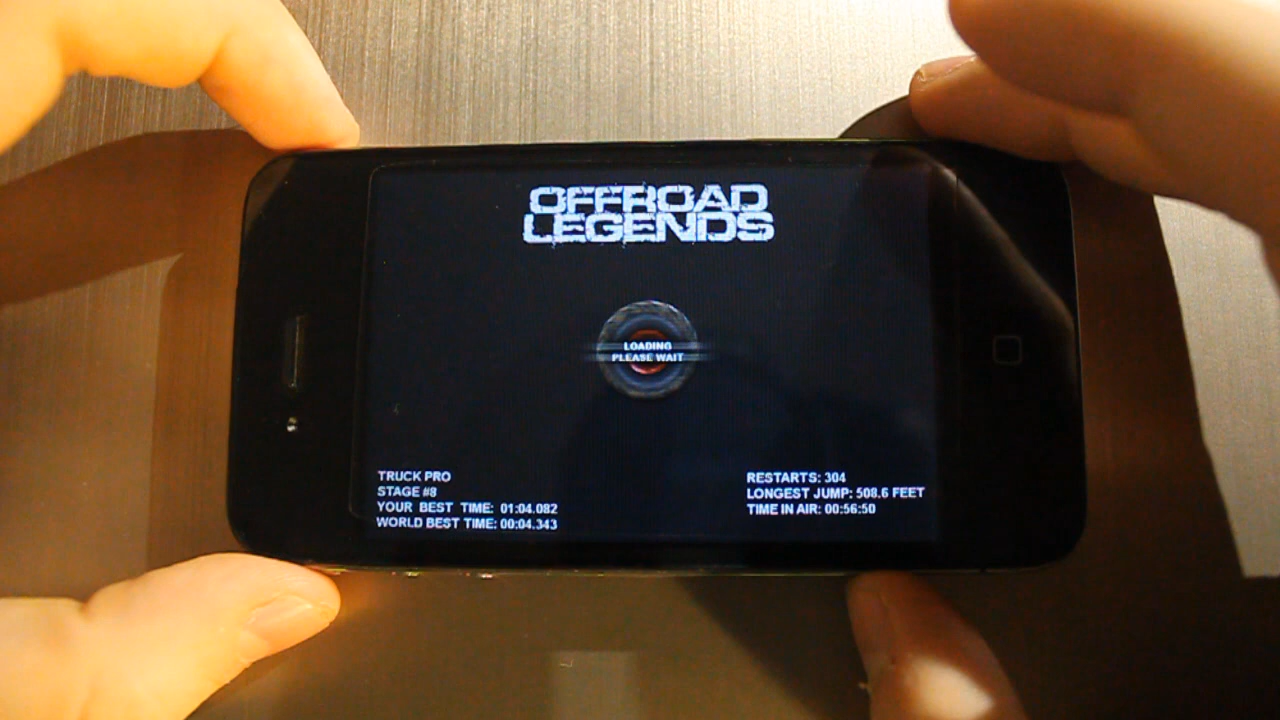 OFFROAD
LEGENDS
LOADING
PLEASE WAIT
TRUCK PRO
STAGE #8
YOUR BEST TIME: 01:04.082
WORLD BEST TIME: 00:04.343
RESTARTS: 304
LONGEST JUMP: 508.6 FEET
TIME IN AIR: 00:56:50